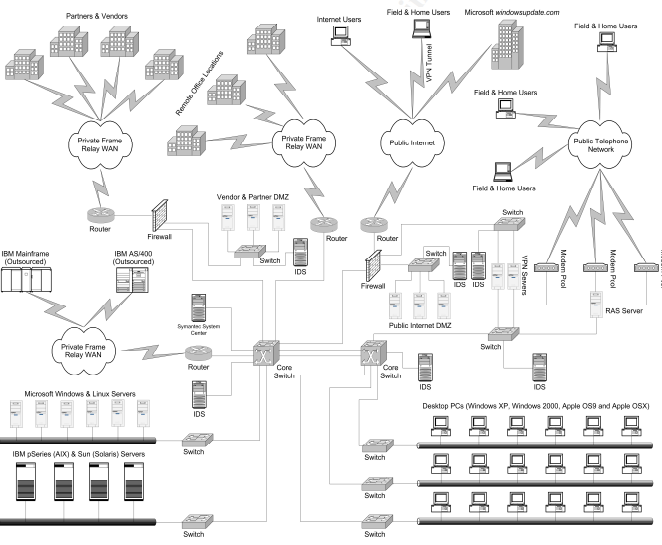 Partners & Vendors
Internet Users
Field & Home Users
Microsoft windowsupdate.com
Field & Home Users
Remote Office Locations
VPN Tunnel
Field & Home Users
Private Frame
Relay WAN
Private Frame
Relay WAN
Public Internet
Public Telephone
Network
Field & Home Users
Vendor & Partner DMZ
Router
Firewall
Switch
IDS
Router
Router
Switch
Switch
IDS
IDS
VPN Servers
Modem Pool
Modem Pool
IBM Mainframe
(Outsourced)
IBM AS/400
(Outsourced)
Firewall
Public Internet DMZ
RAS Server
Symantec System
Center
Private Frame
Relay WAN
Router
Core
Switch
Core
Switch
Switch
IDS
IDS
IDS
Microsoft Windows & Linux Servers
Switch
Desktop PCs (Windows XP, Windows 2000, Apple OS9 and Apple OSX)
Switch
IBM pSeries (AIX) & Sun (Solaris) Servers
Switch
Switch
Switch